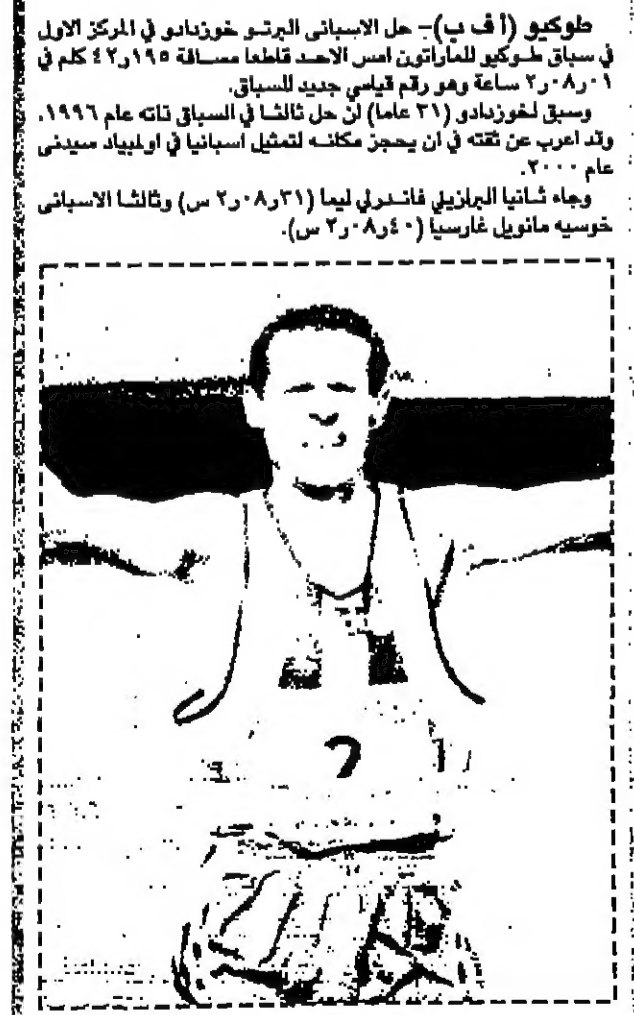 طوكيو (أ ف ب)- حل الاسباني البرتو خوزدادو في المركز الاول
في سباق طوكيو للماراتون امس الاحد قاطعا مسافة ١٩٥ر٤٢ كلم في
٠١ر٠٨ر٢ ساعة وهو رقم قياسي جديد للسباق.
وسبق لخوزدادو (٣١ عاما) لن حل ثالثا في السباق تاته عام ١٩٩٦.
وقد اعرب عن ثقته في ان يحجز مكانه لتمثيل اسبانيا في اولمبياد سيدني
عام ٢٠٠٠.
وجاء ثانيا البرازيلي فاندرلي ليما (٣١ر٠٨ر٢ س) وثالثا الاسباني
خوسيه مانويل غارسيا (٤٠ر٠٨ر٢ س).
2